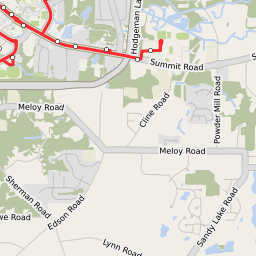 Hodgeman La
Summit Road
Meloy Road
Cline Road
Powder Mill Road
Meloy Road
Sherman Road
Edson Road
we Road
Sandy Lake Road
Lynn Road